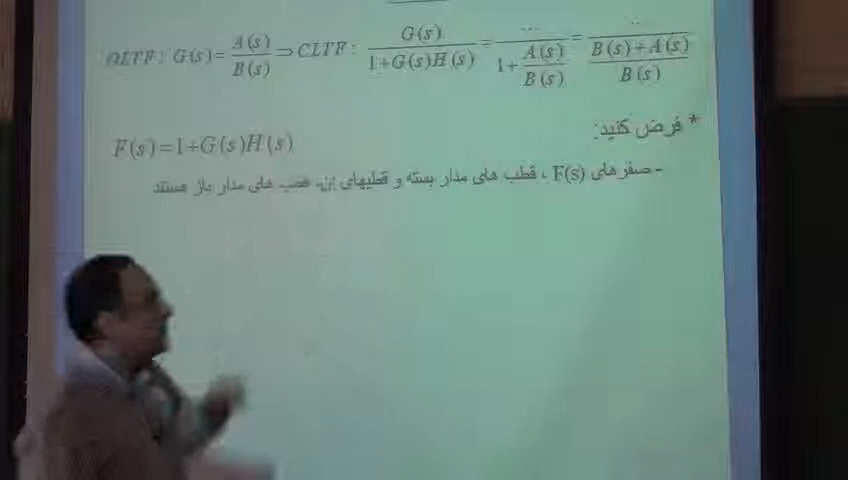 OLTF: G(s)= A(s)/B(s) ⇒ CLTF: G(s)/(1+G(s)H(s)) = .../(1+A(s)/B(s)) = .../((B(s)+A(s))/B(s))
* فرض کنید:
F(s)=1+G(s)H(s)
- صفرهای F(s) ، قطب های مدار بسته و قطبهای آن، قطب های مدار باز هستند